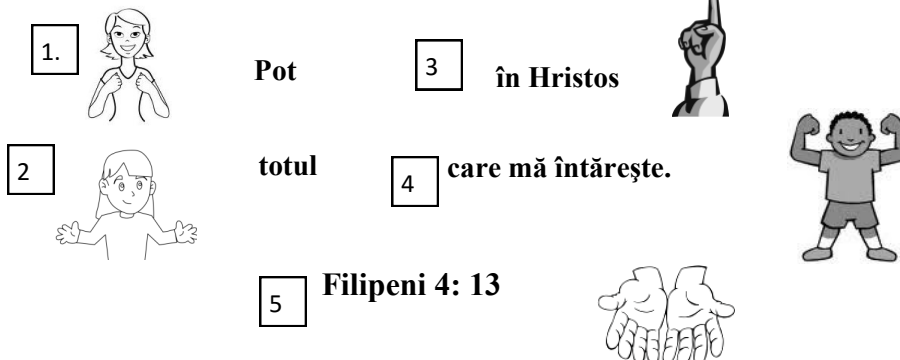 1. Pot
3 în Hristos
2 totul
4 care mă întăreşte.
5 Filipeni 4: 13